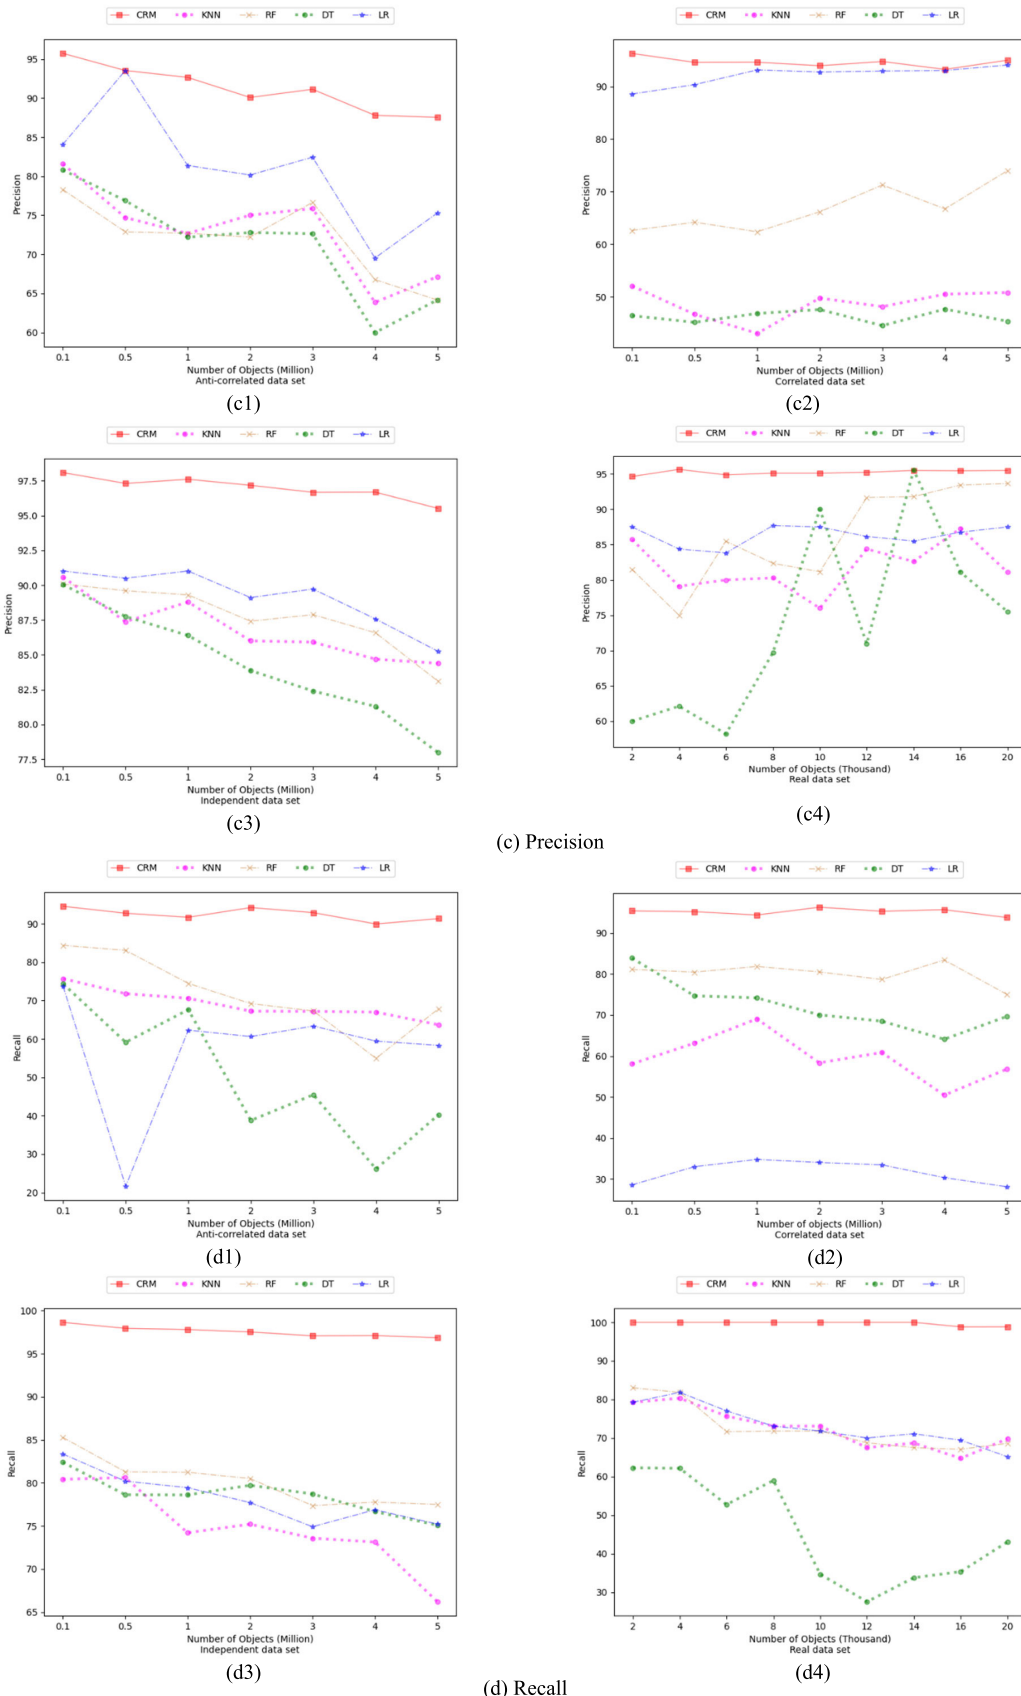 CRM KNN RF DT LR
CRM KNN RF DT LR
95
90
85
80
75
70
65
60
Precision
0.1 0.5 1 2 3 4 5
Number of Objects (Million)
Anti-correlated data set
(c1)
90
80
70
60
50
Precision
0.1 0.5 1 2 3 4 5
Number of Objects (Million)
Correlated data set
(c2)
CRM KNN RF DT LR
CRM KNN RF DT LR
97.5
95.0
92.5
90.0
87.5
85.0
82.5
80.0
77.5
Precision
0.1 0.5 1 2 3 4 5
Number of Objects (Million)
Independent data set
(c3)
95
90
85
80
75
70
65
60
Precision
2 4 6 8 10 12 14 16 20
Number of Objects (Thousand)
Real data set
(c4)
(c) Precision
CRM KNN RF DT LR
CRM KNN RF DT LR
90
80
70
60
50
40
30
20
Recall
0.1 0.5 1 2 3 4 5
Number of Objects (Million)
Anti-correlated data set
(d1)
90
80
70
60
50
40
30
Recall
0.1 0.5 1 2 3 4 5
Number of objects (Million)
Correlated data set
(d2)
CRM KNN RF DT LR
CRM KNN RF DT LR
100
95
90
85
80
75
70
65
Recall
0.1 0.5 1 2 3 4 5
Number of Objects (Million)
Independent data set
(d3)
100
90
80
70
60
50
40
30
Recall
2 4 6 8 10 12 14 16 20
Number of Objects (Thousand)
Real data set
(d4)
(d) Recall